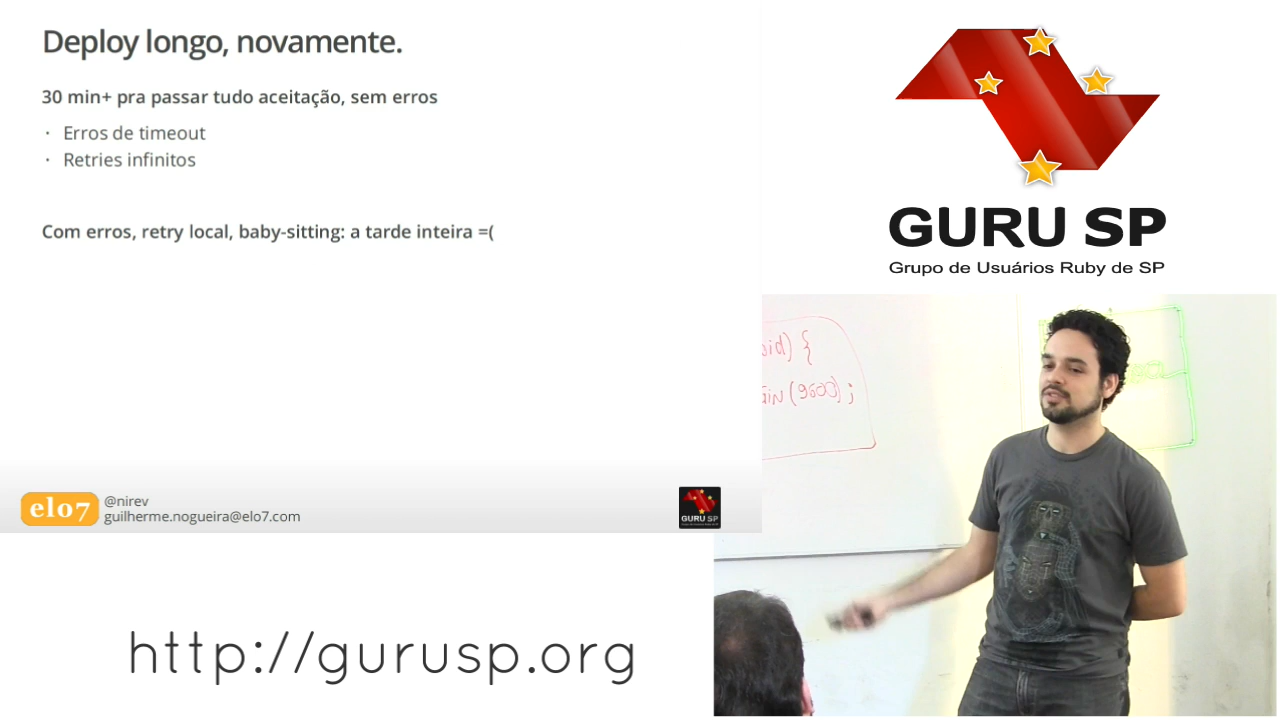 Deploy longo, novamente.
30 min+ pra passar tudo aceitação, sem erros
· Erros de timeout
· Retries infinitos
Com erros, retry local, baby-sitting: a tarde inteira =(
elo7
@nirev
guilherme.nogueira@elo7.com
GURU SP
http://gurusp.org
GURU SP
Grupo de Usuários Ruby de SP
(9600) ;